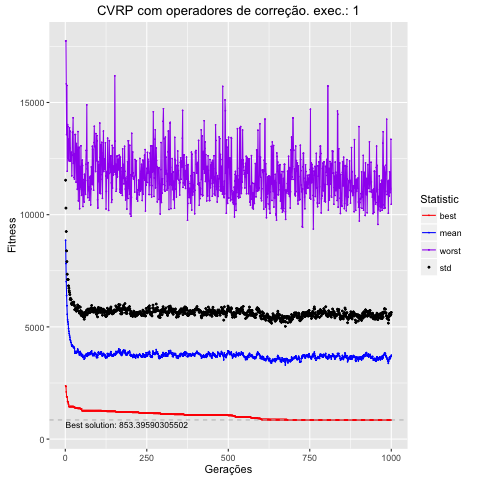 CVRP com operadores de correção. exec.: 1
Fitness
15000
10000
5000
0
Best solution: 853.39590305502
0
250
500
750
1000
Gerações
Statistic
best
mean
worst
std